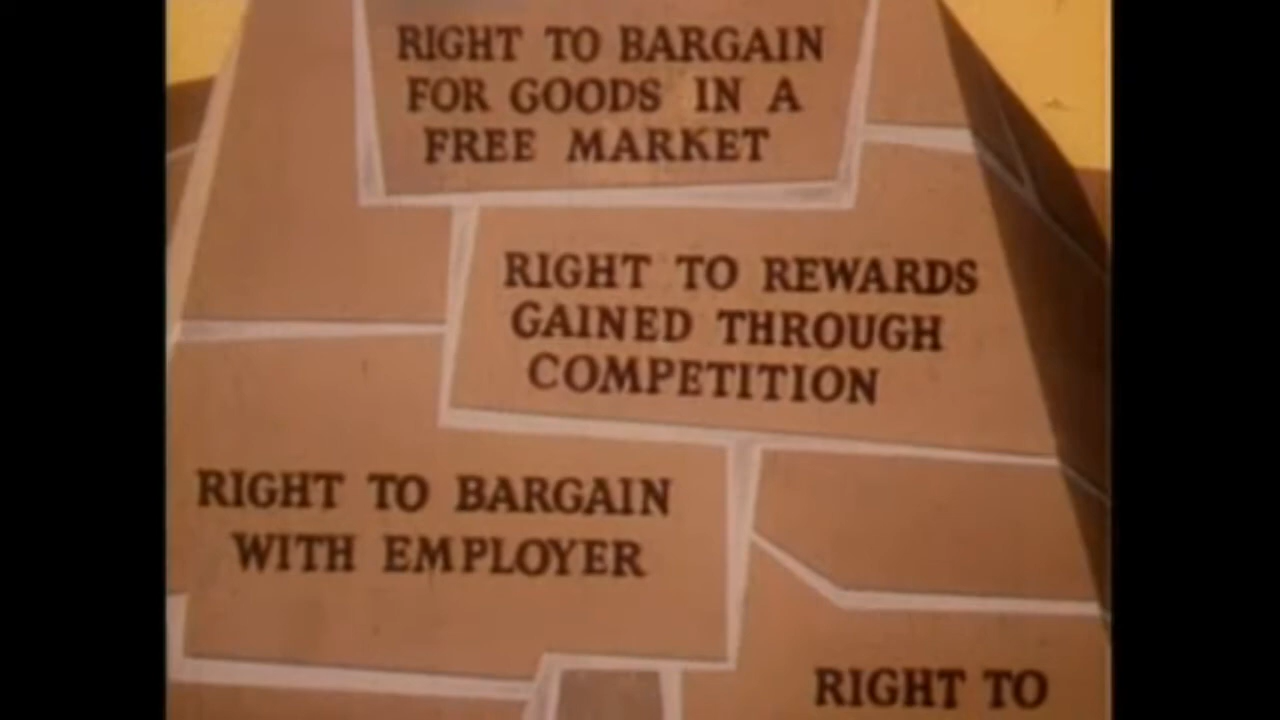 RIGHT TO BARGAIN
FOR GOODS IN A
FREE MARKET
RIGHT TO REWARDS
GAINED THROUGH
COMPETITION
RIGHT TO BARGAIN
WITH EMPLOYER
RIGHT TO